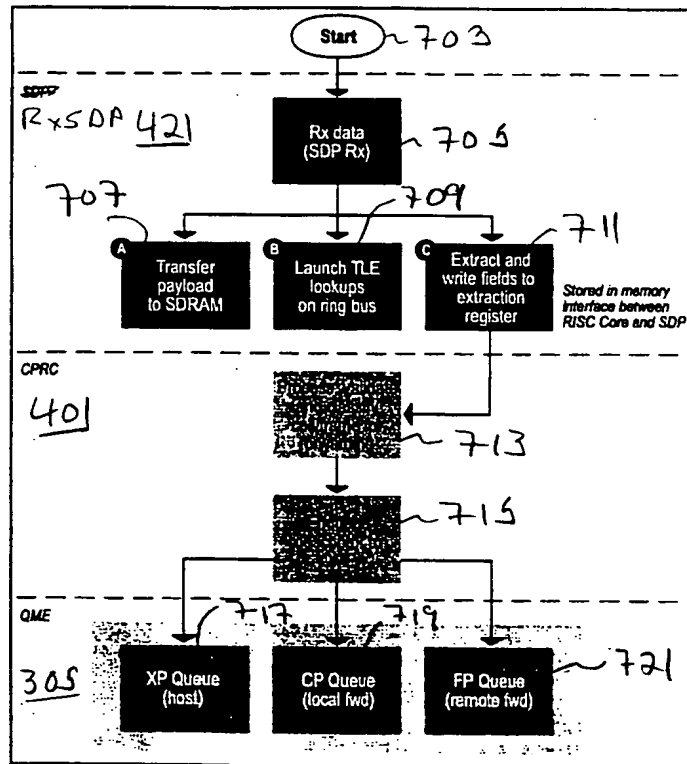 Start
703
SDPP
RxSDP 421
Rx data
(SDP Rx)
705
707
709
711
A
Transfer
payload
to SDRAM
B
Launch TLE
lookups
on ring bus
C
Extract and
write fields to
extraction
register
Stored in memory
interface between
RISC Core and SDP
CPRC
401
713
715
QME
717
719
721
305
XP Queue
(host)
CP Queue
(local fwd)
FP Queue
(remote fwd)